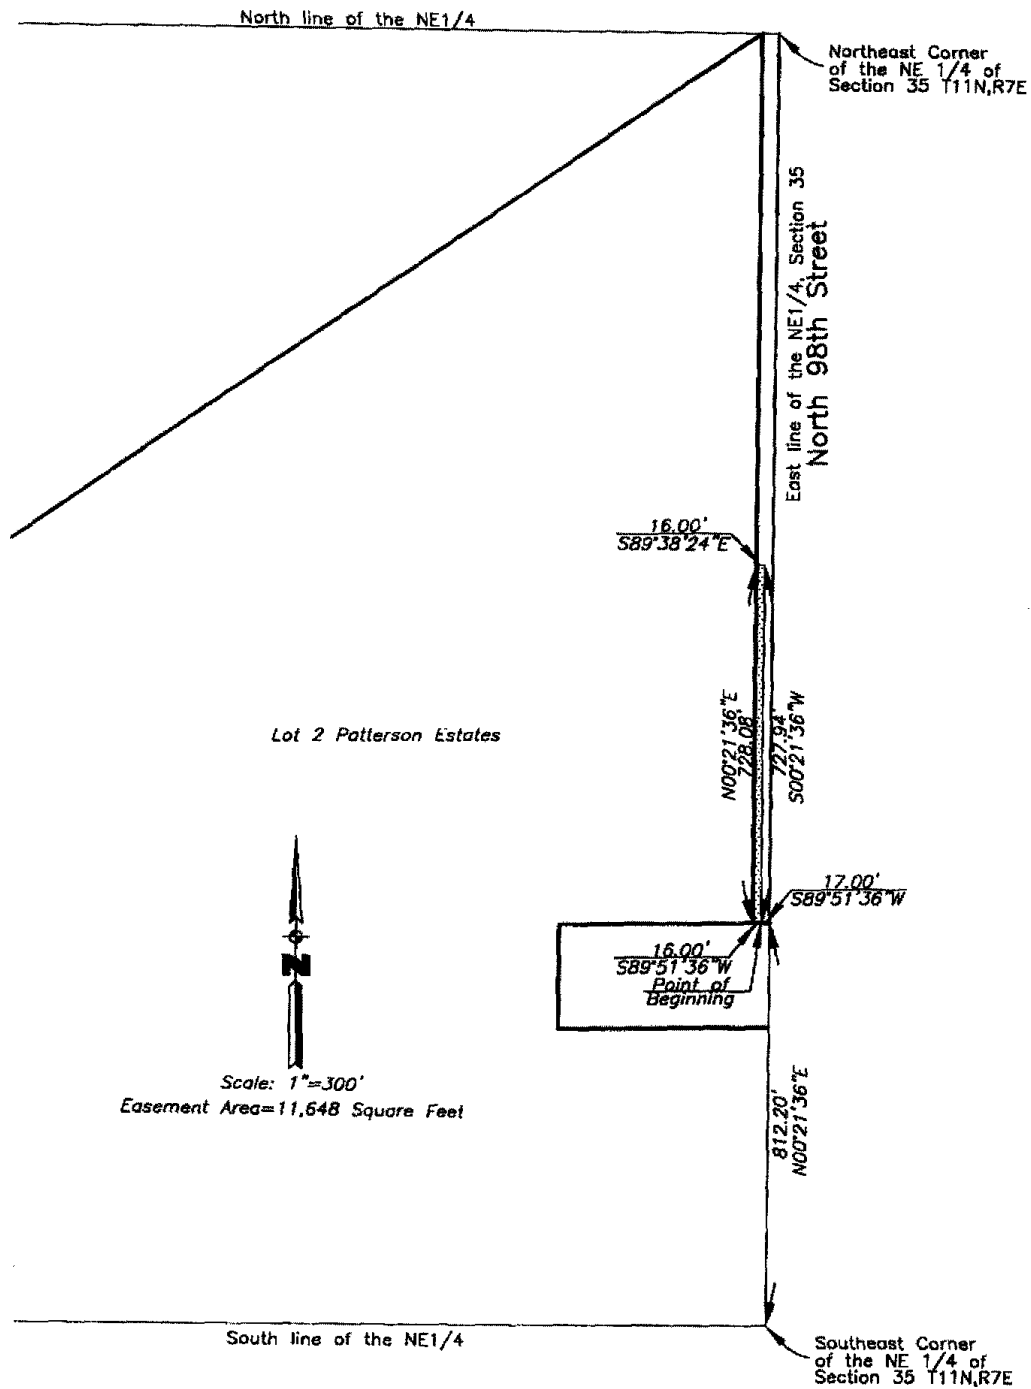 North line of the NE1/4
Northeast Corner
of the NE 1/4 of
Section 35 T11N,R7E
East line of the NE1/4, Section 35
North 98th Street
16.00'
S89°38'24"E
N00°21'36"E
728.08'
727.94'
S00°21'36"W
Lot 2 Patterson Estates
17.00'
S89°51'36"W
16.00'
S89°51'36"W
Point of
Beginning
N
Scale: 1"=300'
Easement Area=11,648 Square Feet
812.20'
N00°21'36"E
South line of the NE1/4
Southeast Corner
of the NE 1/4 of
Section 35 T11N,R7E